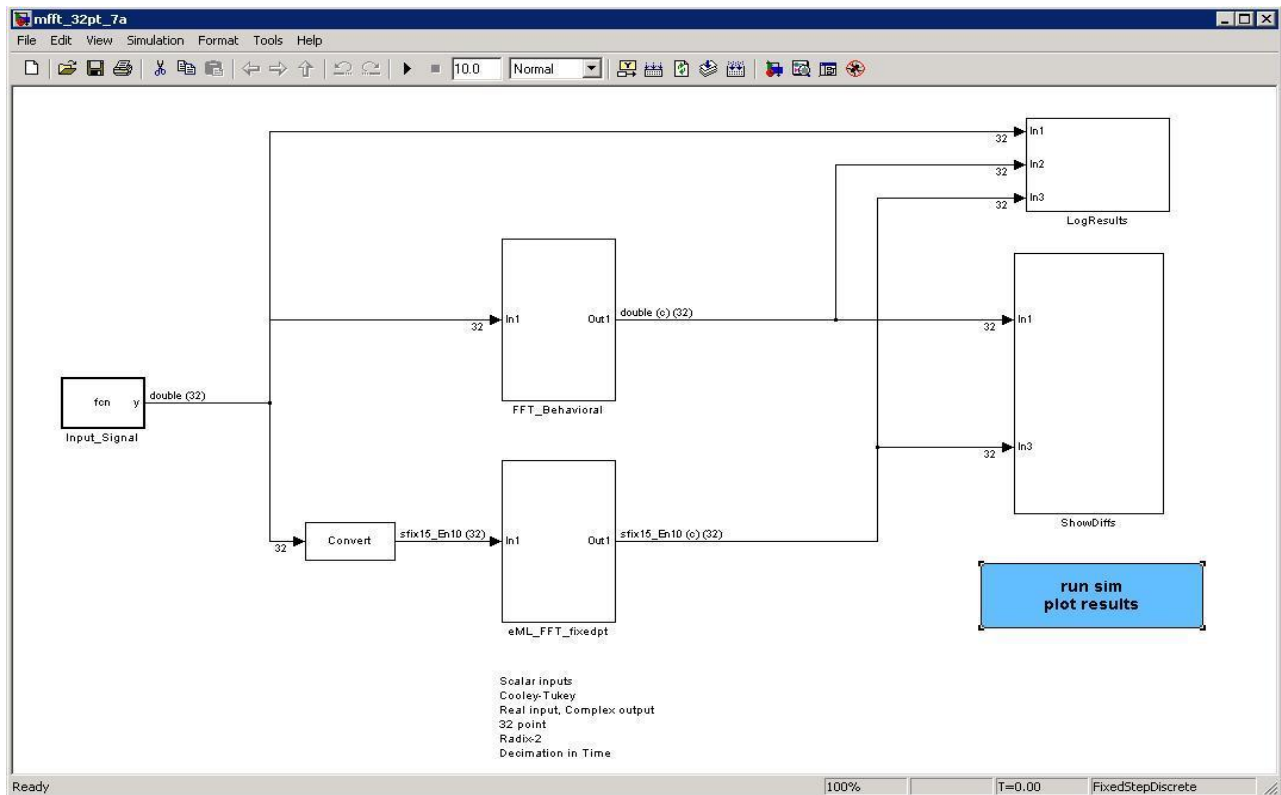 mfft_32pt_7a
File Edit View Simulation Format Tools Help
10.0 Normal
32 In1
32 In2
32 In3
LogResults
32 In1 Out1 double (c) (32)
FFT_Behavioral
32 In1
32 In3
ShowDiffs
fcn y double (32)
Input_Signal
32 Convert sfix15_En10 (32)
In1 Out1 sfix15_En10 (c) (32)
eML_FFT_fixedpt
run sim
plot results
Scalar inputs
Cooley-Tukey
Real input, Complex output
32 point
Radix-2
Decimation in Time
Ready 100% T=0.00 FixedStepDiscrete